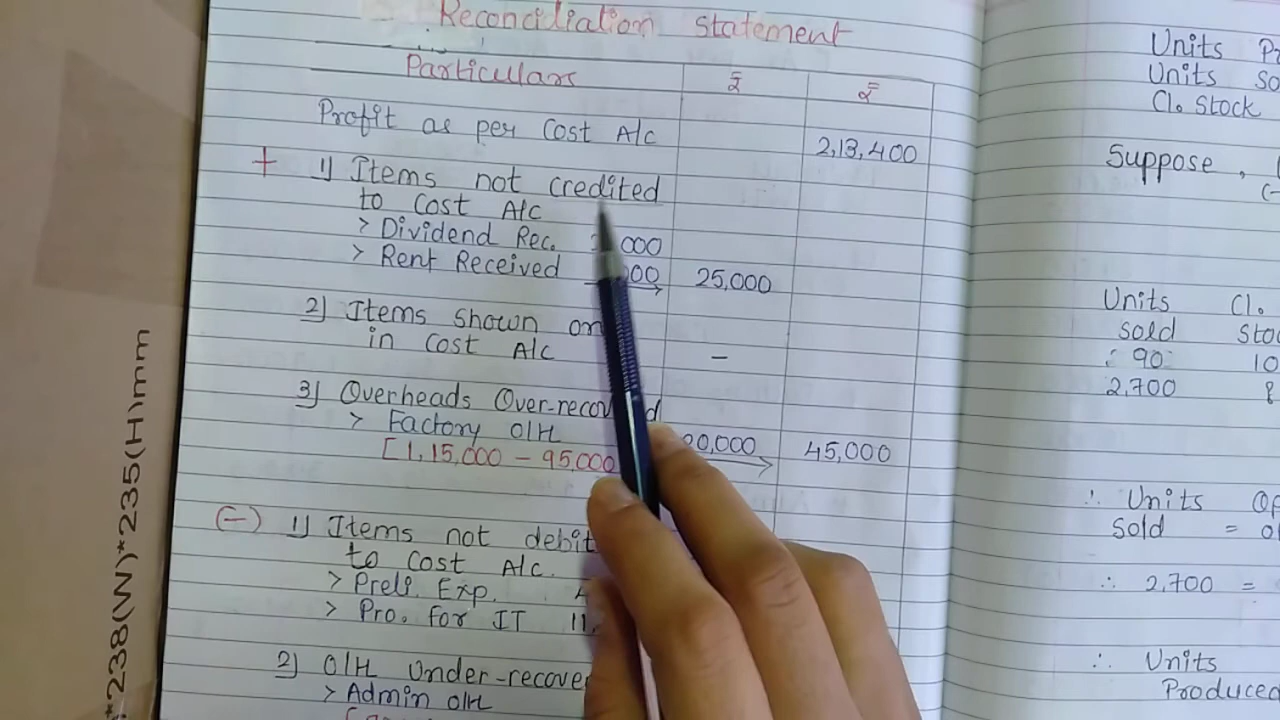 Reconciliation Statement
Particulars ₹ ₹
Profit as per Cost A/c 2,13,400
+ 1) Items not credited
to Cost A/c
> Dividend Rec.
> Rent Received 25,000
2) Items shown
in Cost A/c –
3) Overheads Over-recovered
> Factory O/H 45,000
[1,15,000 - 95,000
(-) 1) Items not
to Cost A/c.
> Preli. Exp.
> Pro. for IT
2) O/H Under-recove
> Admin O/H
Units
Units
Cl. Stock
Suppose,
(-
Units Cl.
Sold
90 10
2,700
∴ Units
Sold =
∴ 2,700 =
∴ Units
Produced
*238(W)*235(H)mm